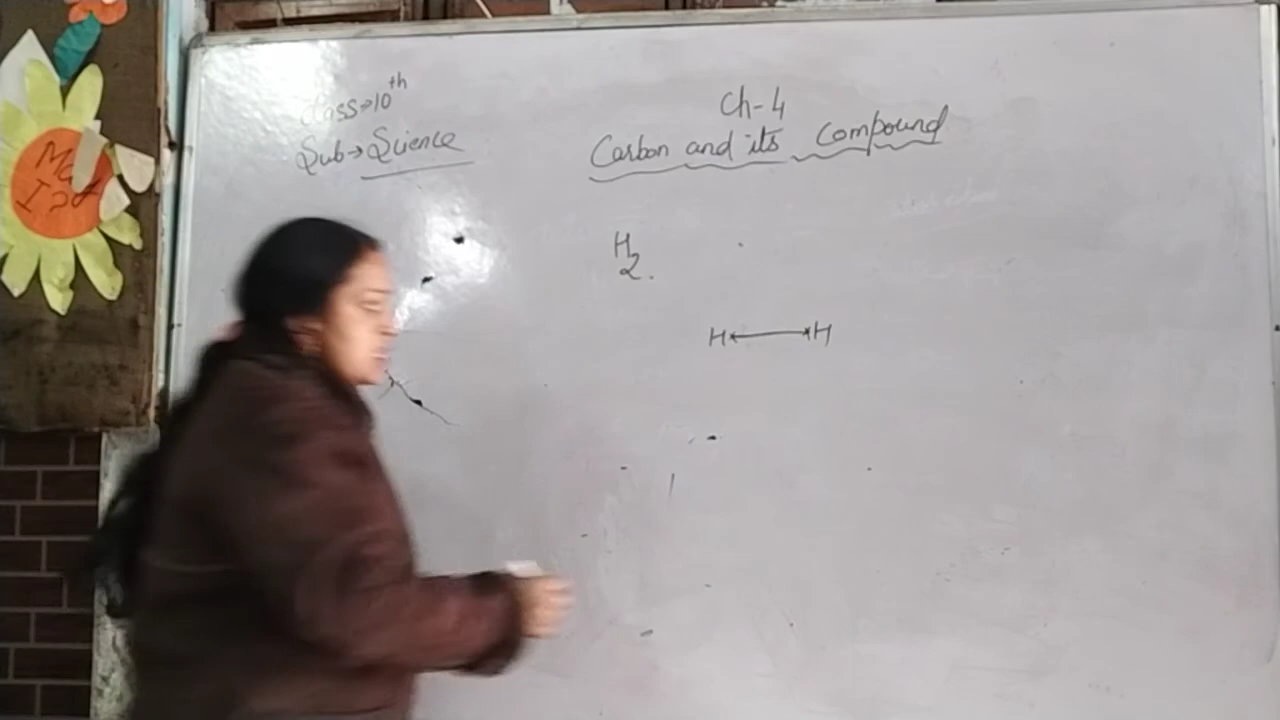 class→10th
Sub→Science
Ch-4
Carbon and its Compound
H2.
H↔H